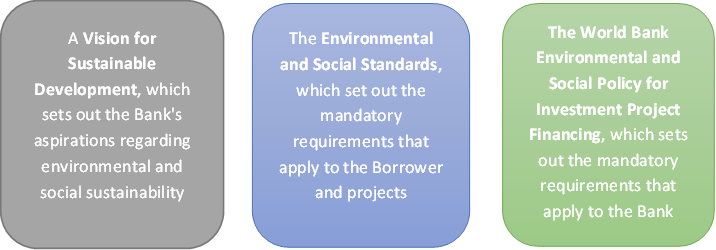 A Vision for
Sustainable
Development, which
sets out the Bank's
aspirations regarding
environmental and
social sustainability
The Environmental
and Social Standards,
which set out the
mandatory
requirements that
apply to the Borrower
and projects
The World Bank
Environmental and
Social Policy for
Investment Project
Financing, which sets
out the mandatory
requirements that
apply to the Bank